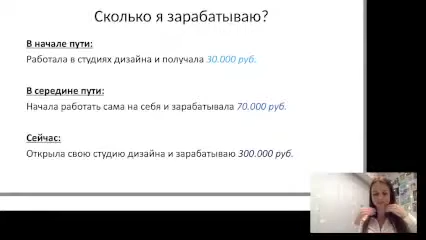 Сколько я зарабатываю?
В начале пути:
Работала в студиях дизайна и получала 30.000 руб.
В середине пути:
Начала работать сама на себя и зарабатывала 70.000 руб.
Сейчас:
Открыла свою студию дизайна и зарабатываю 300.000 руб.